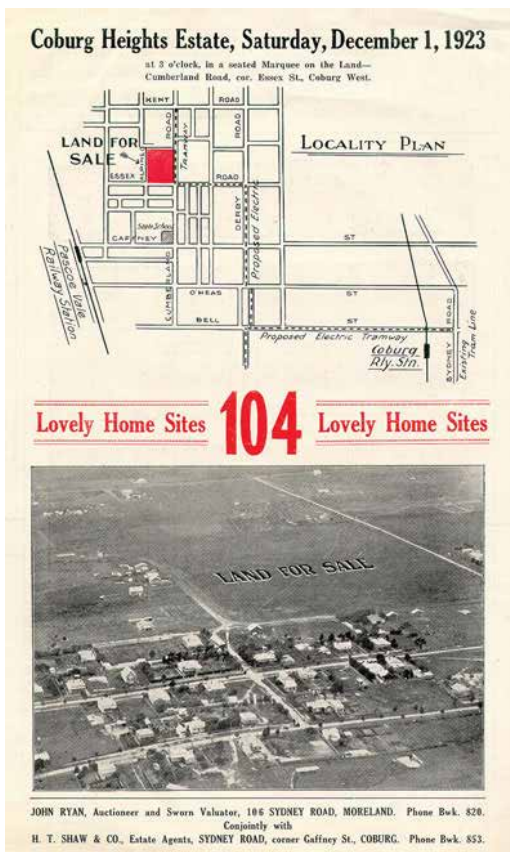 Coburg Heights Estate, Saturday, December 1, 1923
at 3 o'clock, in a seated Marquee on the Land—
Cumberland Road, cor. Essex St., Coburg West.
KENT ROAD
LAND FOR
SALE
ROAD
TRAMWAY
ROAD
LOCALITY PLAN
ESSEX ROAD
DERBY
Proposed Electric
State School
GAFFNEY ST
Pascoe Vale
Railway Station
CUMBERLAND
O'HEAS ST
BELL ST
Proposed Electric Tramway
Coburg
Rly. Stn.
SYDNEY ROAD
Existing
Tram Line
Lovely Home Sites 104 Lovely Home Sites
LAND FOR SALE
JOHN RYAN, Auctioneer and Sworn Valuator, 106 SYDNEY ROAD, MORELAND. Phone Bwk. 820.
Conjointly with
H. T. SHAW & CO., Estate Agents, SYDNEY ROAD, corner Gaffney St., COBURG. Phone Bwk. 853.